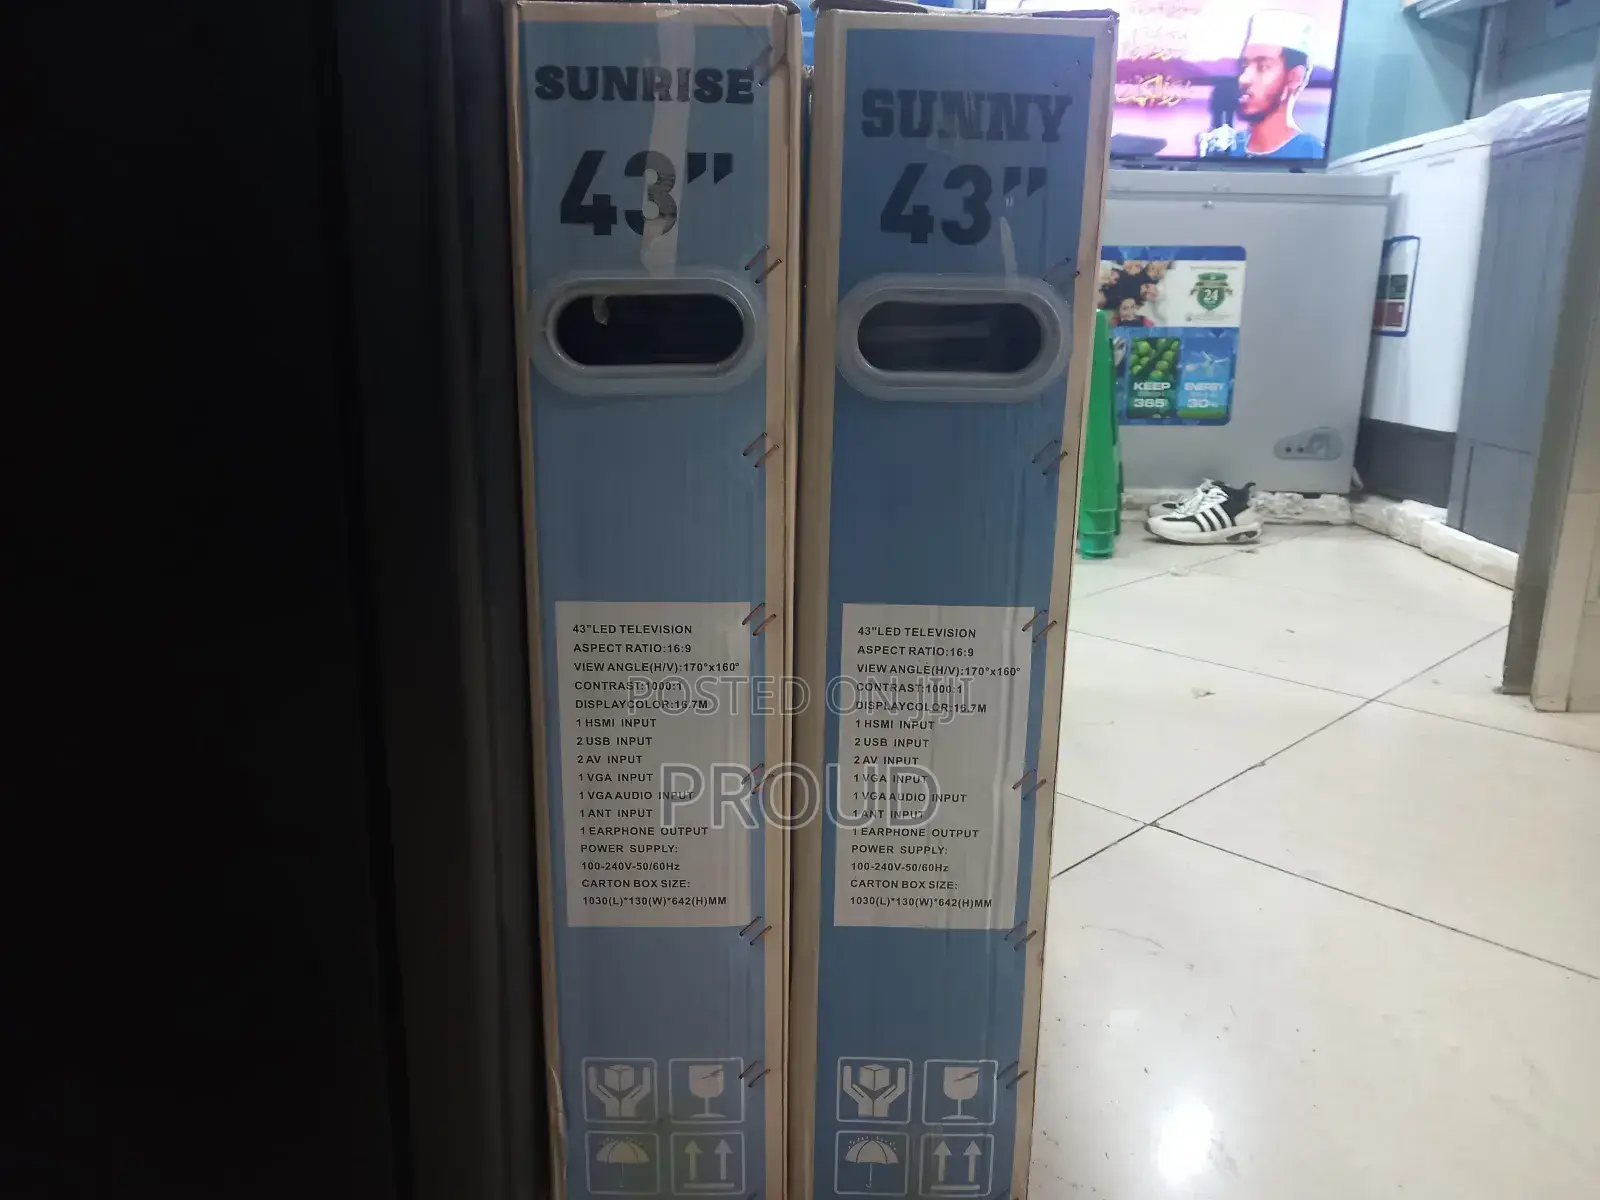 SUNRISE
43”
43"LED TELEVISION
ASPECT RATIO:16:9
VIEW ANGLE(H/V):170°x160°
CONTRAST:1000:1
DISPLAYCOLOR:16.7M
1 HSMI INPUT
2 USB INPUT
2 AV INPUT
1 VGA INPUT
1 VGA AUDIO INPUT
1 ANT INPUT
1 EARPHONE OUTPUT
POWER SUPPLY:
100-240V-50/60Hz
CARTON BOX SIZE:
1030(L)*130(W)*642(H)MM
SUNNY
43”
43"LED TELEVISION
ASPECT RATIO:16:9
VIEW ANGLE(H/V):170°x160°
CONTRAST:1000:1
DISPLAYCOLOR:16.7M
1 HSMI INPUT
2 USB INPUT
2 AV INPUT
1 VGA INPUT
1 VGA AUDIO INPUT
1 ANT INPUT
1 EARPHONE OUTPUT
POWER SUPPLY:
100-240V-50/60Hz
CARTON BOX SIZE:
1030(L)*130(W)*642(H)MM
POSTED ON JIJI
PROUD
24
KEEP
365
ENERGY
30%